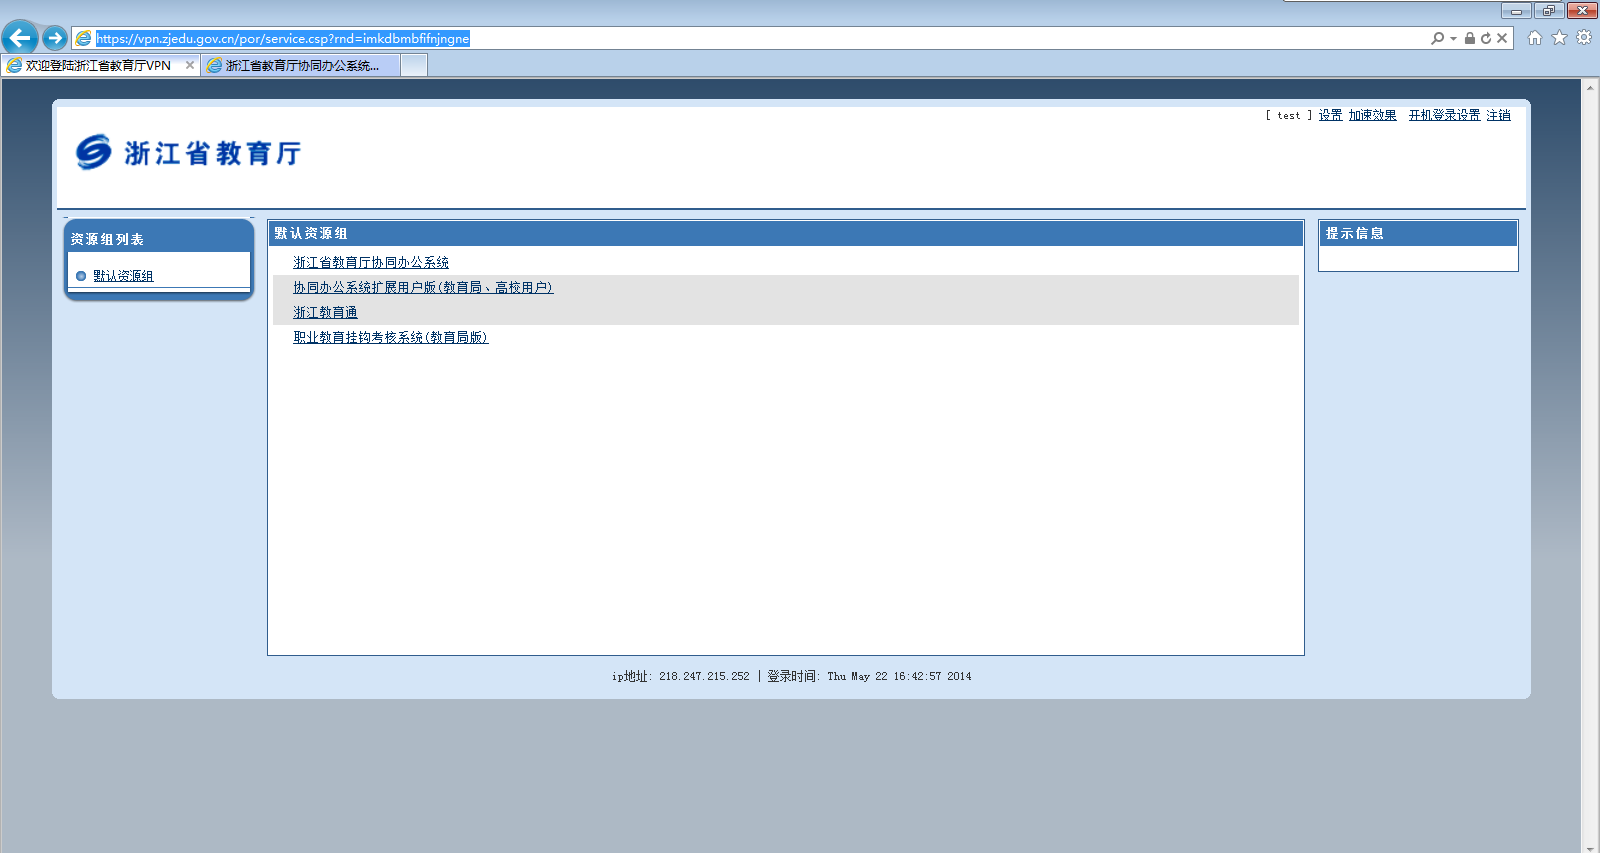 https://vpn.zjedu.gov.cn/por/service.csp?rnd=imkdbmbfifnjngne
欢迎登陆浙江省教育厅VPN
浙江省教育厅协同办公系统...
[ test ] 设置 加速效果 开机登录设置 注销
浙江省教育厅
资源组列表
默认资源组
默认资源组
浙江省教育厅协同办公系统
协同办公系统扩展用户版(教育局、高校用户)
浙江教育通
职业教育挂钩考核系统(教育局版)
提示信息
ip地址: 218.247.215.252 | 登录时间: Thu May 22 16:42:57 2014